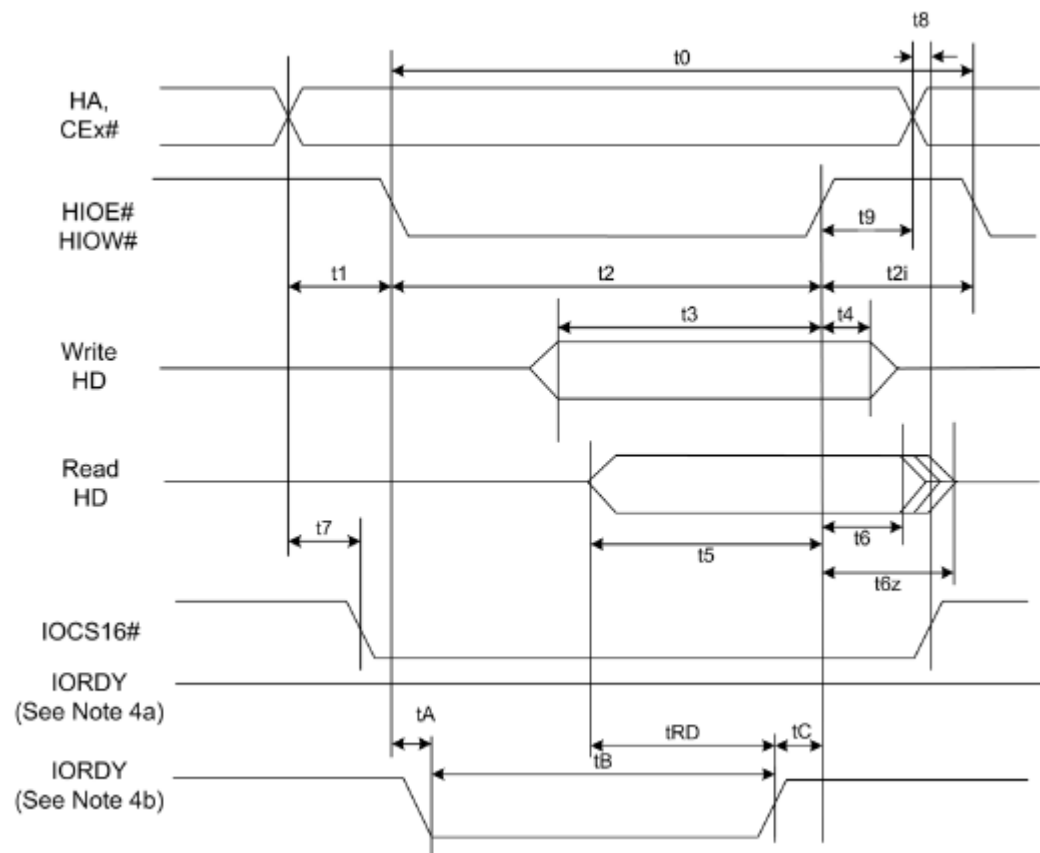 t8
t0
HA,
CEx#
HIOE#
HIOW#
t9
t1
t2
t2i
t3
t4
Write
HD
Read
HD
t7
t6
t5
t6z
IOCS16#
IORDY
(See Note 4a)
tA
tRD
tC
tB
IORDY
(See Note 4b)